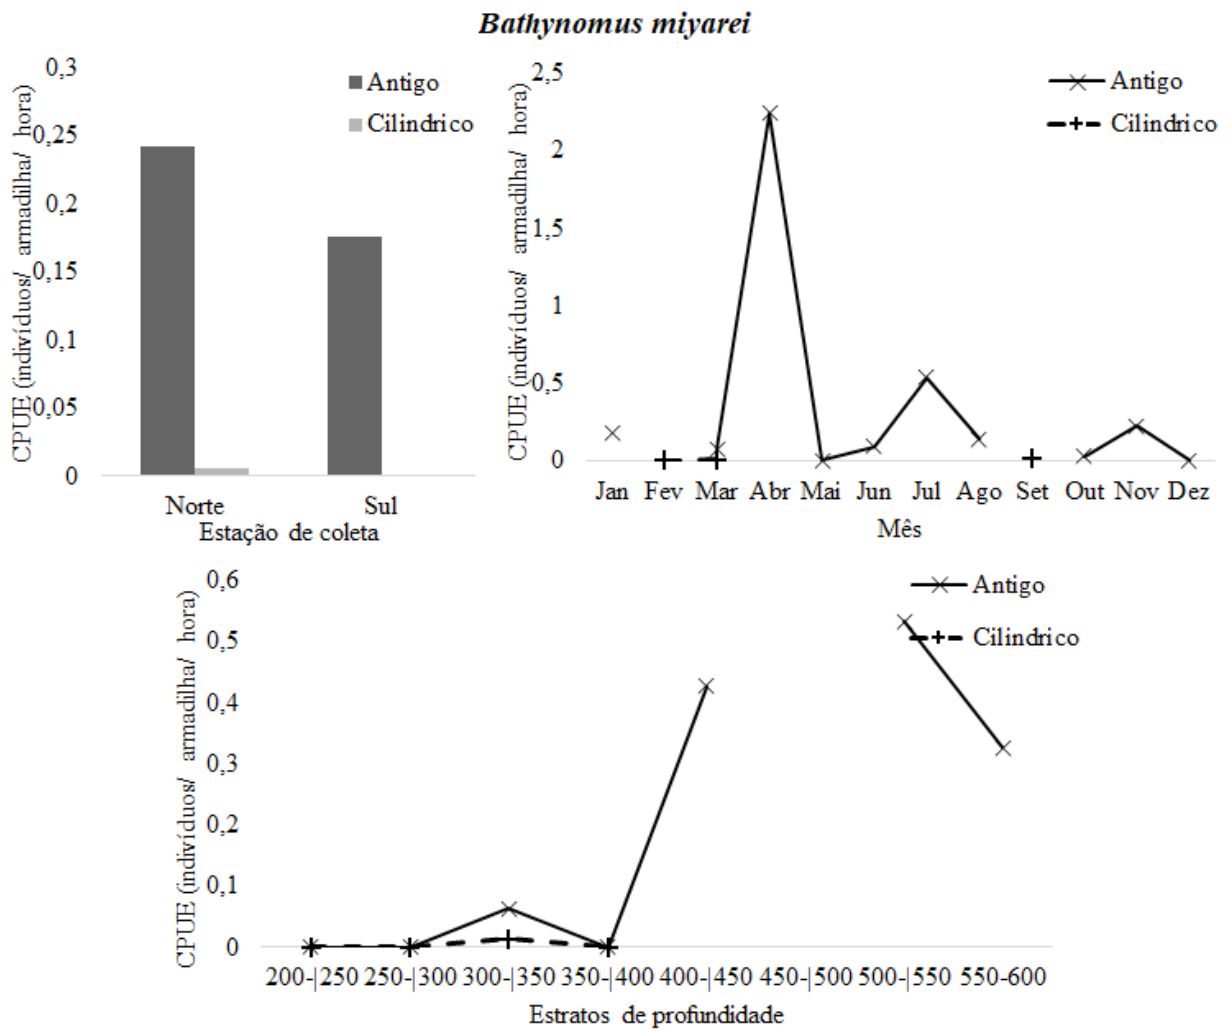 Bathynomus miyarei
CPUE (indivíduos/ armadilha/ hora)
0,3
0,25
0,2
0,15
0,1
0,05
0
Antigo
Cilindrico
Norte
Sul
Estação de coleta
CPUE (indivíduos/ armadilha/ hora)
2,5
2
1,5
1
0,5
0
Antigo
Cilindrico
Jan Fev Mar Abr Mai Jun Jul Ago Set Out Nov Dez
Mês
CPUE (indivíduos/ armadilha/ hora)
0,6
0,5
0,4
0,3
0,2
0,1
0
Antigo
Cilindrico
200-|250 250-|300 300-|350 350-|400 400-|450 450-|500 500-|550 550-|600
Estratos de profundidade